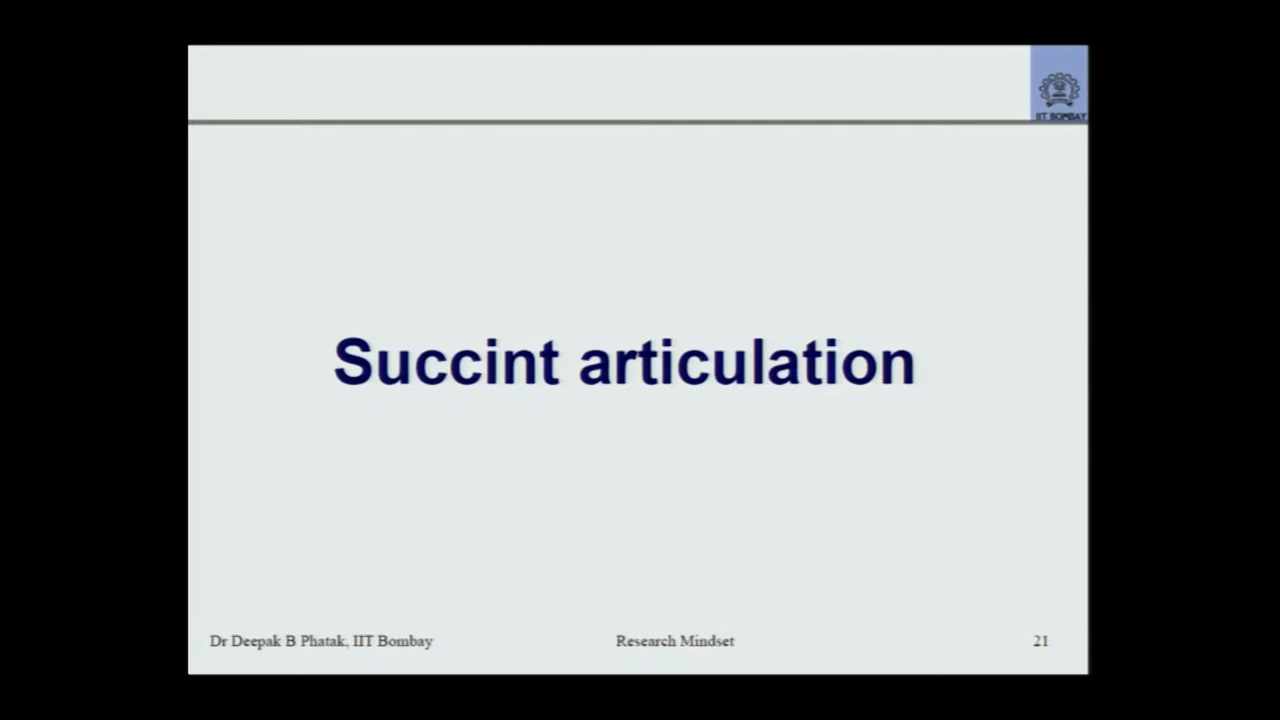 IIT BOMBAY
Succint articulation
Dr Deepak B Phatak, IIT Bombay
Research Mindset
21